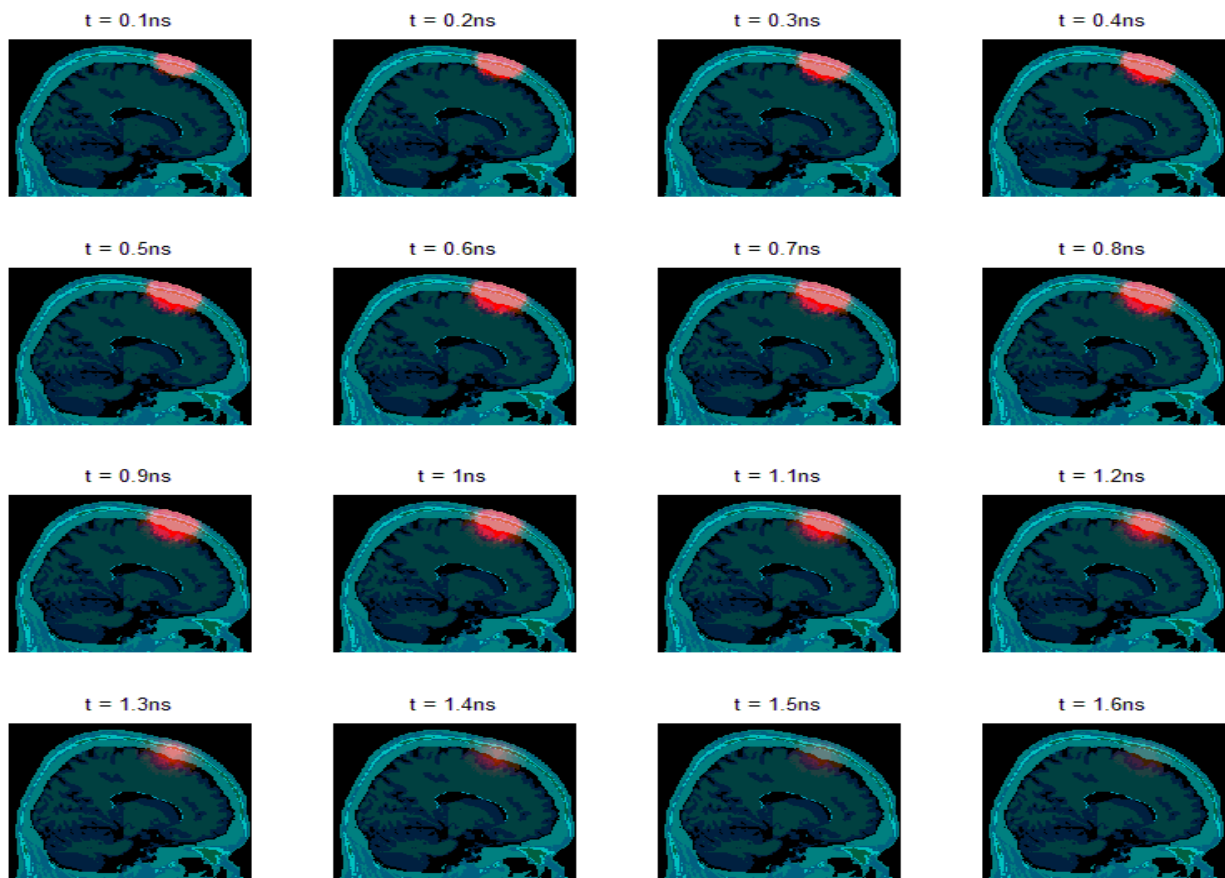 t = 0.1ns
t = 0.2ns
t = 0.3ns
t = 0.4ns
t = 0.5ns
t = 0.6ns
t = 0.7ns
t = 0.8ns
t = 0.9ns
t = 1ns
t = 1.1ns
t = 1.2ns
t = 1.3ns
t = 1.4ns
t = 1.5ns
t = 1.6ns